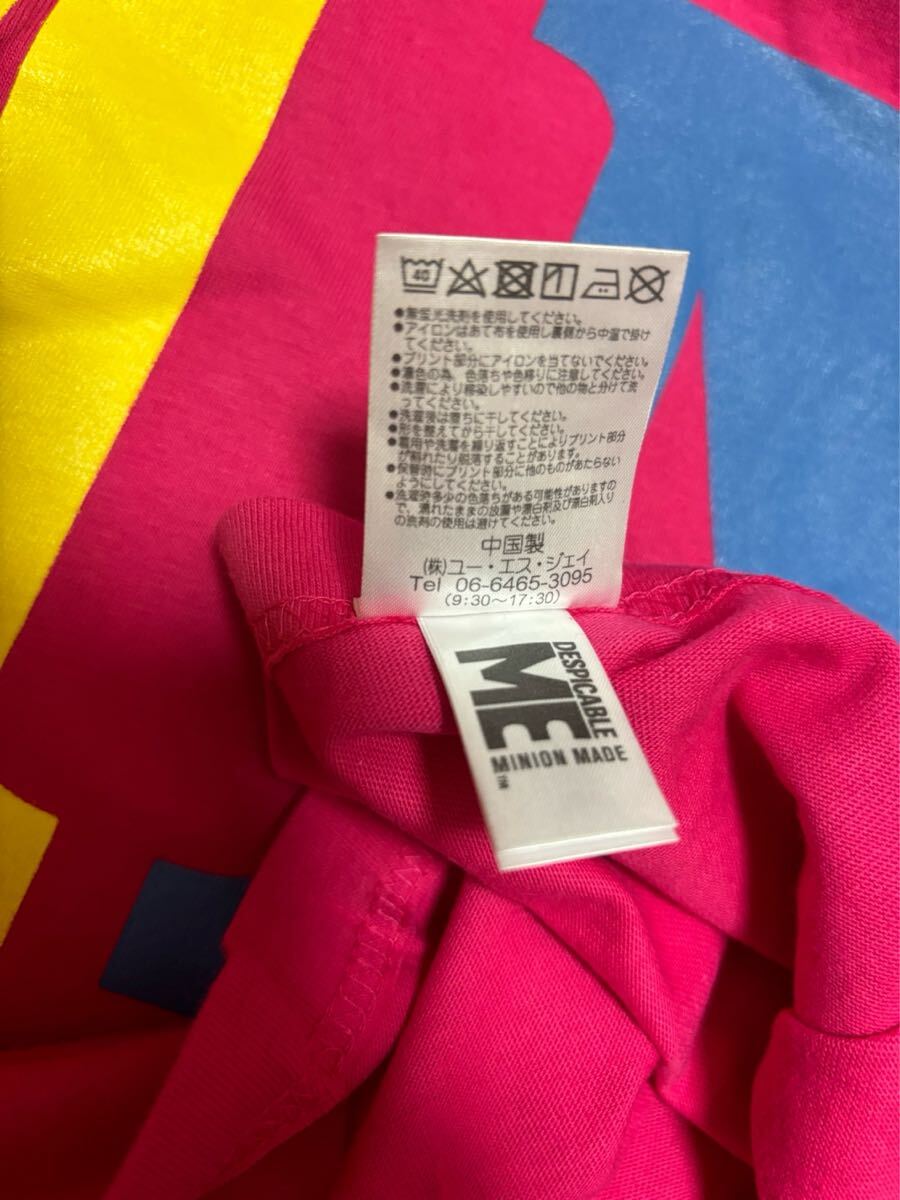 40
●無蛍光洗剤を使用してください。
●アイロンはあて布を使用し裏側から中温で掛け
てください。
●プリント部分にアイロンを当てないでください。
●濃色の為、色落ちや色移りに注意してください。
●洗濯により移染しやすいので他の物と分けて洗
ってください。
●洗濯後は直ちに干してください。
●形を整えてから干してください。
●着用や洗濯を繰り返すことによりプリント部分
が割れたり脱落することがあります。
●保管時にプリント部分に他のものがあたらない
ようにしてください。
●洗濯時多少の色落ちがある可能性がありますの
で、濡れたままの放置や漂白剤及び漂白剤入り
の洗剤の使用は避けてください。
中国製
(株)ユー・エス・ジェイ
Tel 06-6465-3095
(9:30～17:30)
DESPICABLE
ME
MINION MADE
TM